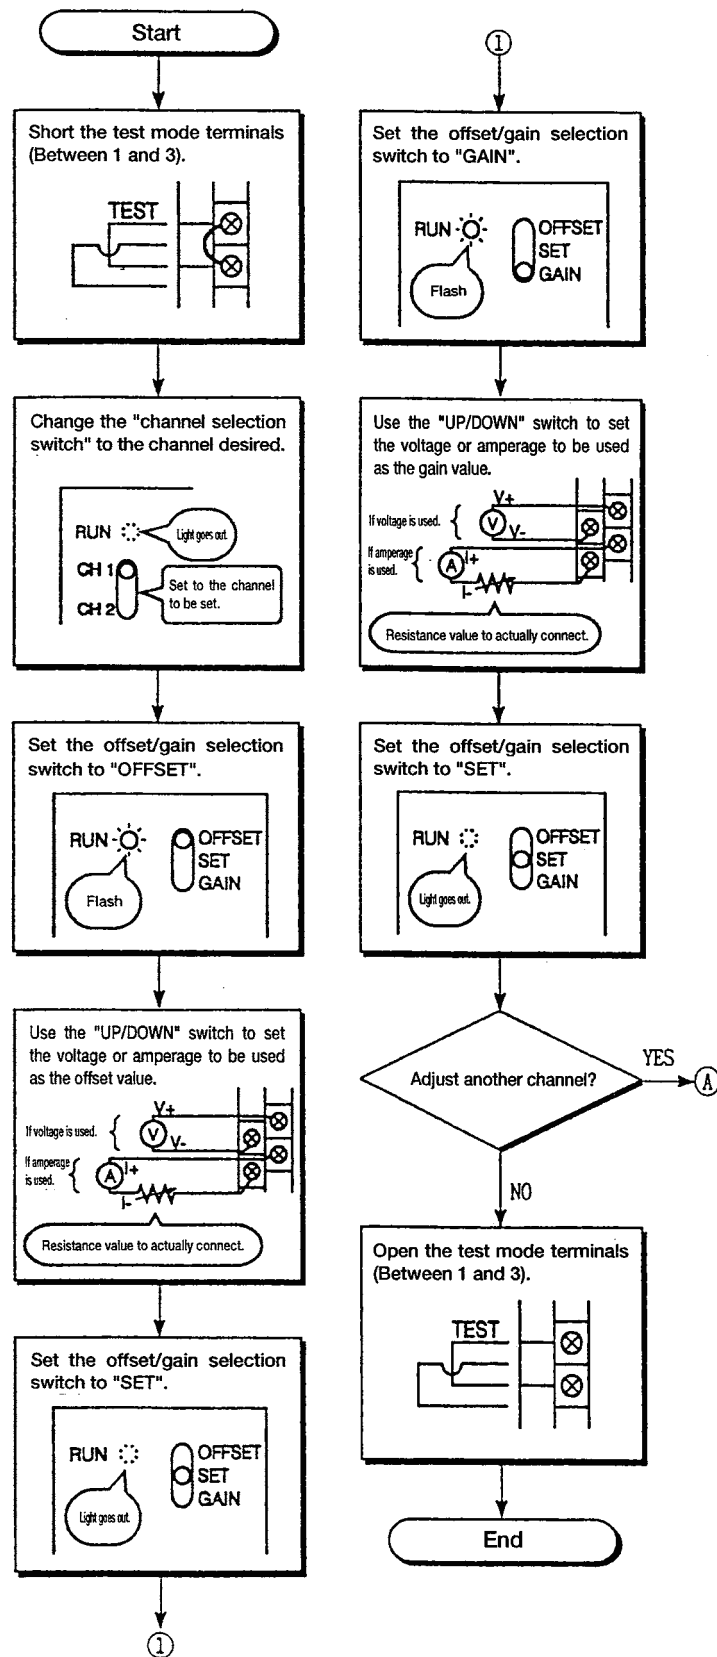 Start
Short the test mode terminals
(Between 1 and 3).
TEST
Change the "channel selection
switch" to the channel desired.
RUN
Light goes out.
CH 1
Set to the channel
to be set.
CH 2
Set the offset/gain selection
switch to "OFFSET".
RUN
OFFSET
SET
GAIN
Flash
Use the "UP/DOWN" switch to set
the voltage or amperage to be used
as the offset value.
V+
If voltage is used.
V
V-
If amperage
is used.
A
I+
I-
Resistance value to actually connect.
Set the offset/gain selection
switch to "SET".
RUN
OFFSET
SET
GAIN
Light goes out.
1
1
Set the offset/gain selection
switch to "GAIN".
RUN
OFFSET
SET
GAIN
Flash
Use the "UP/DOWN" switch to set
the voltage or amperage to be used
as the gain value.
V+
If voltage is used.
V
V-
If amperage
is used.
A
I+
I-
Resistance value to actually connect.
Set the offset/gain selection
switch to "SET".
RUN
OFFSET
SET
GAIN
Light goes out.
Adjust another channel?
YES
A
NO
Open the test mode terminals
(Between 1 and 3).
TEST
End